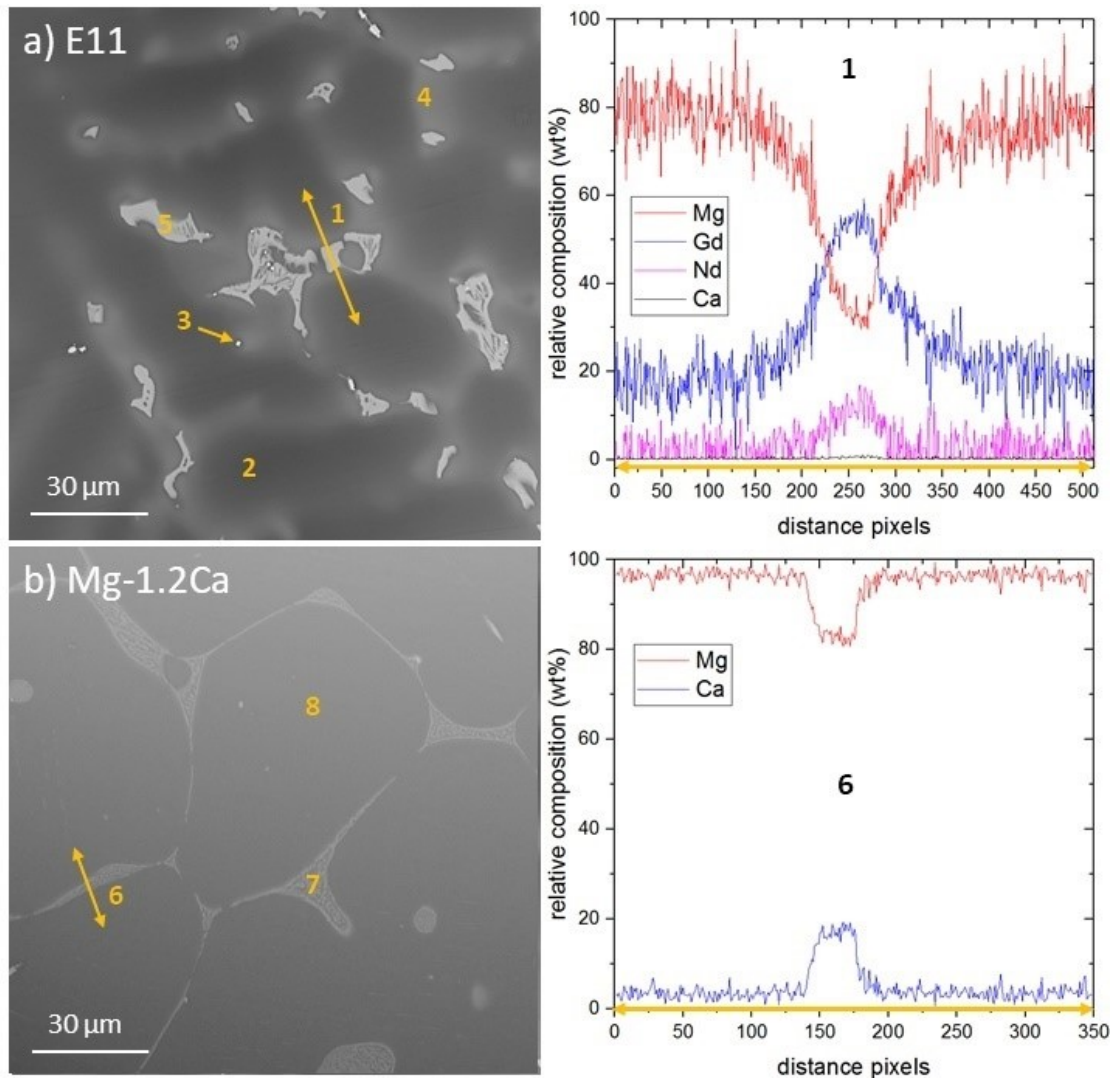 a) E11
4
1
5
3
2
30 µm
1
100
80
60
40
20
0
relative composition (wt%)
Mg
Gd
Nd
Ca
0 50 100 150 200 250 300 350 400 450 500
distance pixels
b) Mg-1.2Ca
8
7
6
30 µm
100
80
60
40
20
0
relative composition (wt%)
Mg
Ca
6
0 50 100 150 200 250 300 350
distance pixels